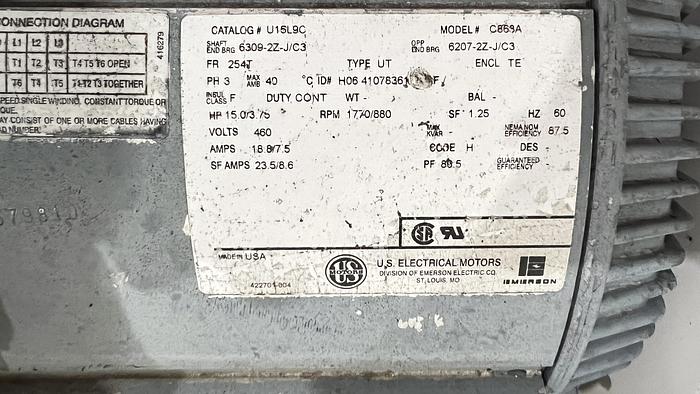 CONNECTION DIAGRAM
L1 L2 L3
T1 T2 T3 T4 T5 T6 OPEN
T6 T4 T5 T1 T2 T3 TOGETHER
SPEED SINGLE WINDING, CONSTANT TORQUE OR
QUE.
AY CONSIST OF ONE OR MORE CABLES HAVING
NUMBER.
416279
CATALOG # U15L9C MODEL # C863A
SHAFT END BRG 6309-2Z-J/C3 OPP END BRG 6207-2Z-J/C3
FR 254T TYPE UT ENCL TE
PH 3 MAX AMB 40 °C ID# H06 41078361 F
INSUL CLASS F DUTY CONT WT - BAL -
HP 15.0/3.75 RPM 1770/880 SF 1.25 HZ 60
VOLTS 460 MAX KVAR - NEMA NOM EFFICIENCY 87.5
AMPS 18.8/7.5 CODE H DES -
SF AMPS 23.5/8.6 PF GUARANTEED EFFICIENCY -
MADE IN USA
US MOTORS
U.S. ELECTRICAL MOTORS
DIVISION OF EMERSON ELECTRIC CO.
ST. LOUIS, MO
EMERSON
422701-004